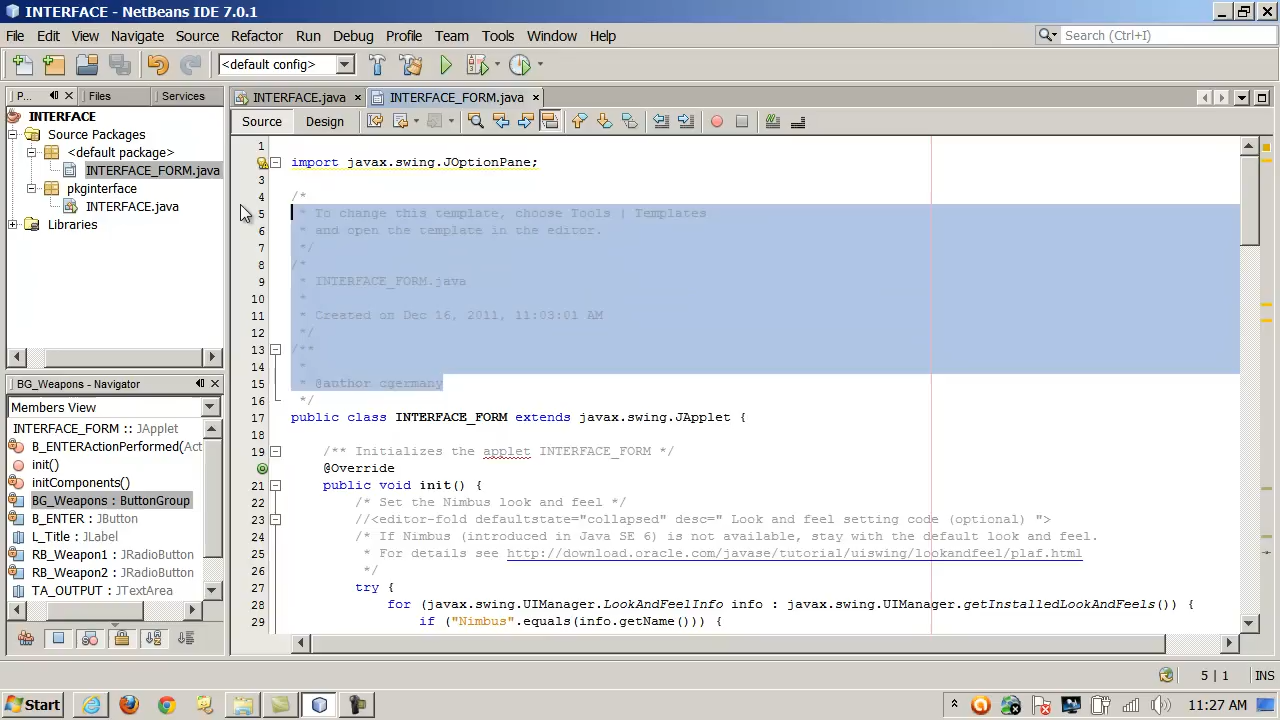 INTERFACE - NetBeans IDE 7.0.1
File Edit View Navigate Source Refactor Run Debug Profile Team Tools Window Help
Search (Ctrl+I)
<default config>
P... Files Services
INTERFACE.java INTERFACE_FORM.java
INTERFACE
Source Packages
<default package>
INTERFACE_FORM.java
pkginterface
INTERFACE.java
Libraries
Source Design
1
import javax.swing.JOptionPane;
3
4 /*
5 * To change this template, choose Tools | Templates
6 * and open the template in the editor.
7 */
8 /*
9 * INTERFACE_FORM.java
10 *
11 * Created on Dec 16, 2011, 11:03:01 AM
12 */
13 /**
14 *
15 * @anthor cgermany
16 */
17 public class INTERFACE_FORM extends javax.swing.JApplet {
18
19 /** Initializes the applet INTERFACE_FORM */
@Override
21 public void init() {
22 /* Set the Nimbus look and feel */
23 //<editor-fold defaultstate="collapsed" desc=" Look and feel setting code (optional) ">
24 /* If Nimbus (introduced in Java SE 6) is not available, stay with the default look and feel.
25 * For details see http://download.oracle.com/javase/tutorial/uiswing/lookandfeel/plaf.html
26 */
27 try {
28 for (javax.swing.UIManager.LookAndFeelInfo info : javax.swing.UIManager.getInstalledLookAndFeels()) {
29 if ("Nimbus".equals(info.getName())) {
BG_Weapons - Navigator
Members View
INTERFACE_FORM :: JApplet
B_ENTERActionPerformed(Act
init()
initComponents()
BG_Weapons : ButtonGroup
B_ENTER : JButton
L_Title : JLabel
RB_Weapon1 : JRadioButton
RB_Weapon2 : JRadioButton
TA_OUTPUT : JTextArea
5 | 1 INS
Start
11:27 AM